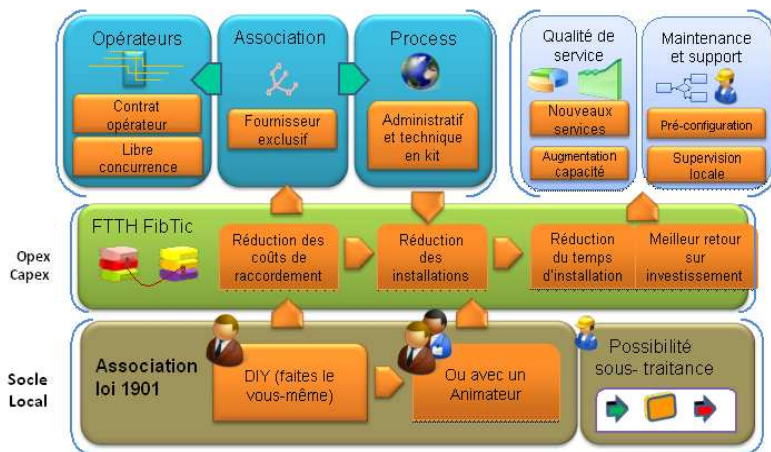 Opérateurs
Contrat
opérateur
Libre
concurrence
Association
Fournisseur
exclusif
Process
Administratif
et technique
en kit
Qualité de
service
Nouveaux
services
Augmentation
capacité
Maintenance
et support
Pré-configuration
Supervision
locale
Opex
Capex
FTTH FibTic
Réduction des
coûts de
raccordement
Réduction
des
installations
Réduction
du temps
d'installation
Meilleur retour
sur
investissement
Socle
Local
Association
loi 1901
DIY (faites le
vous-même)
Ou avec un
Animateur
Possibilité
sous- traitance